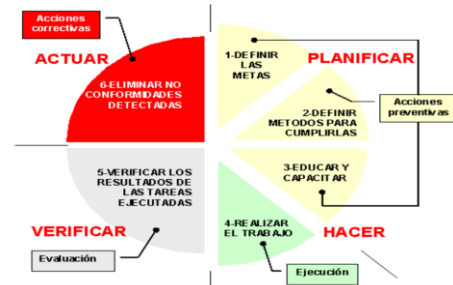 Acciones
correctivas
ACTUAR
6-ELIMINAR NO
CONFORMIDADES
DETECTADAS
1-DEFINIR
LAS
METAS
PLANIFICAR
2-DEFINIR
METODOS PARA
CUMPLIRLAS
Acciones
preventivas
3-EDUCAR Y
CAPACITAR
5-VERIFICAR LOS
RESULTADOS DE
LAS TAREAS
EJECUTADAS
4-REALIZAR
EL TRABAJO
HACER
VERIFICAR
Evaluación
Ejecución